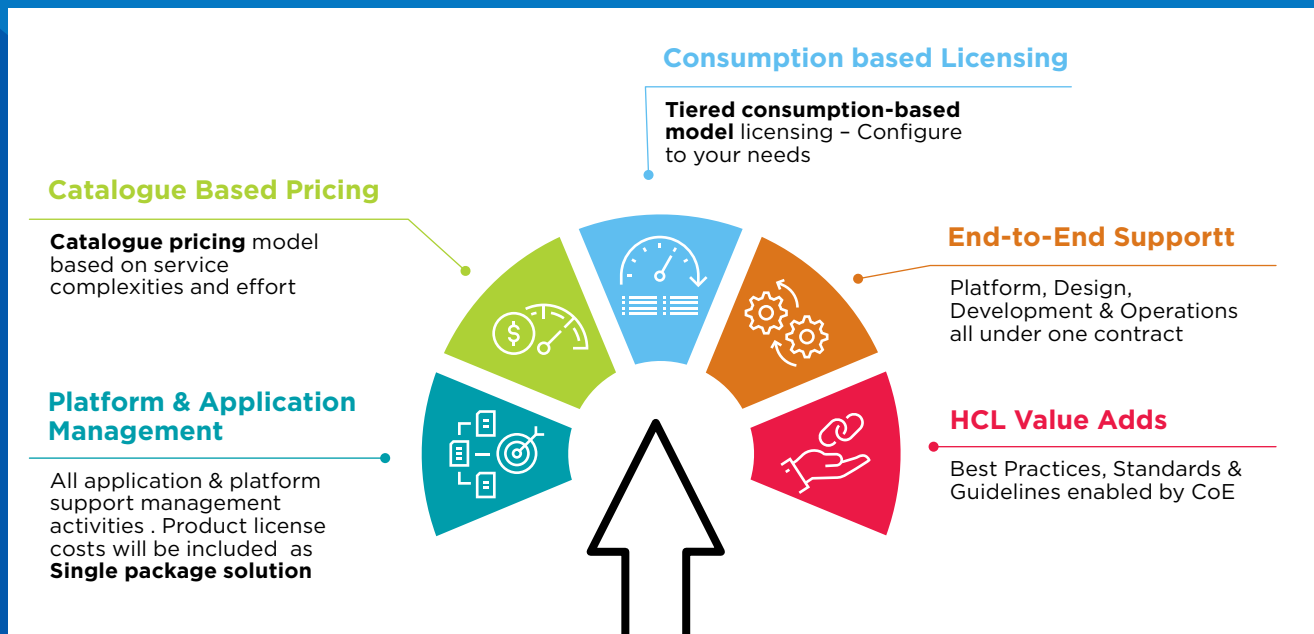 Consumption based Licensing
Tiered consumption-based
model licensing – Configure
to your needs
Catalogue Based Pricing
Catalogue pricing model
based on service
complexities and effort
End-to-End Supportt
Platform, Design,
Development & Operations
all under one contract
Platform & Application
Management
All application & platform
support management
activities . Product license
costs will be included  as
Single package solution
HCL Value Adds
Best Practices, Standards &
Guidelines enabled by CoE
$